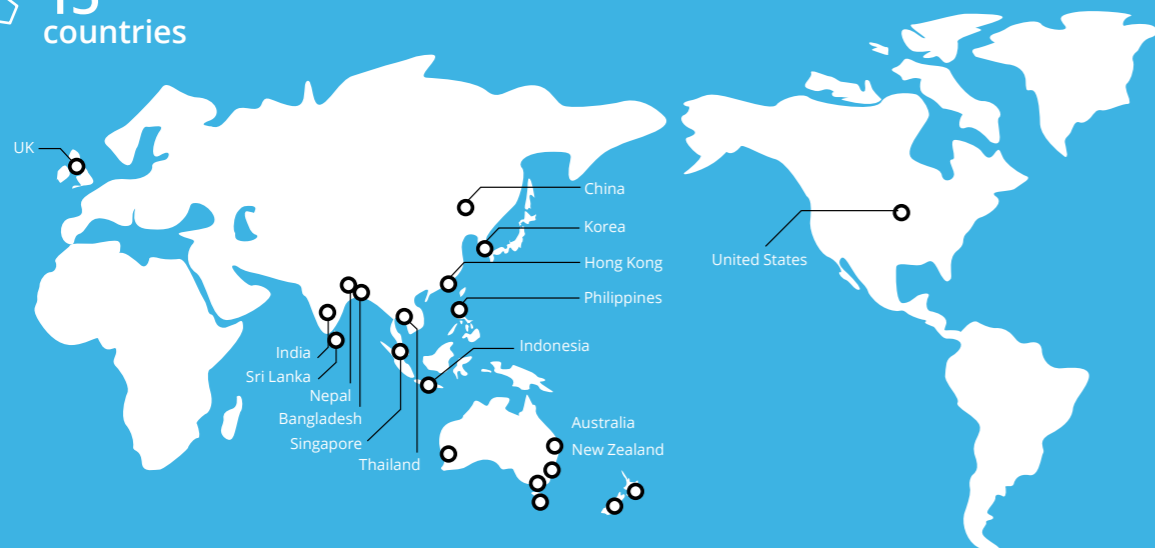 countries
UK
China
Korea
Hong Kong
Philippines
United States
Indonesia
India
Sri Lanka
Nepal
Bangladesh
Singapore
Thailand
Australia
New Zealand